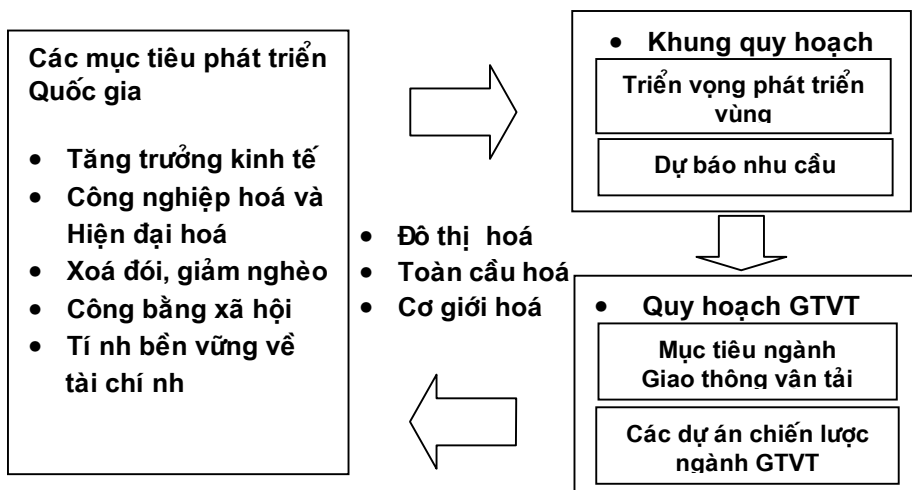 Các mục tiêu phát triển
Quốc gia
• Tăng trưởng kinh tế
• Công nghiệp hoá và
Hiện đại hoá
• Xoá đói, giảm nghèo
• Công bằng xã hội
• Tí nh bền vững về
tài chí nh
• Đô thị hoá
• Toàn cầu hoá
• Cơ giới hoá
• Khung quy hoạch
Triển vọng phát triển
vùng
Dự báo nhu cầu
• Quy hoạch GTVT
Mục tiêu ngành
Giao thông vận tải
Các dự án chiến lược
ngành GTVT